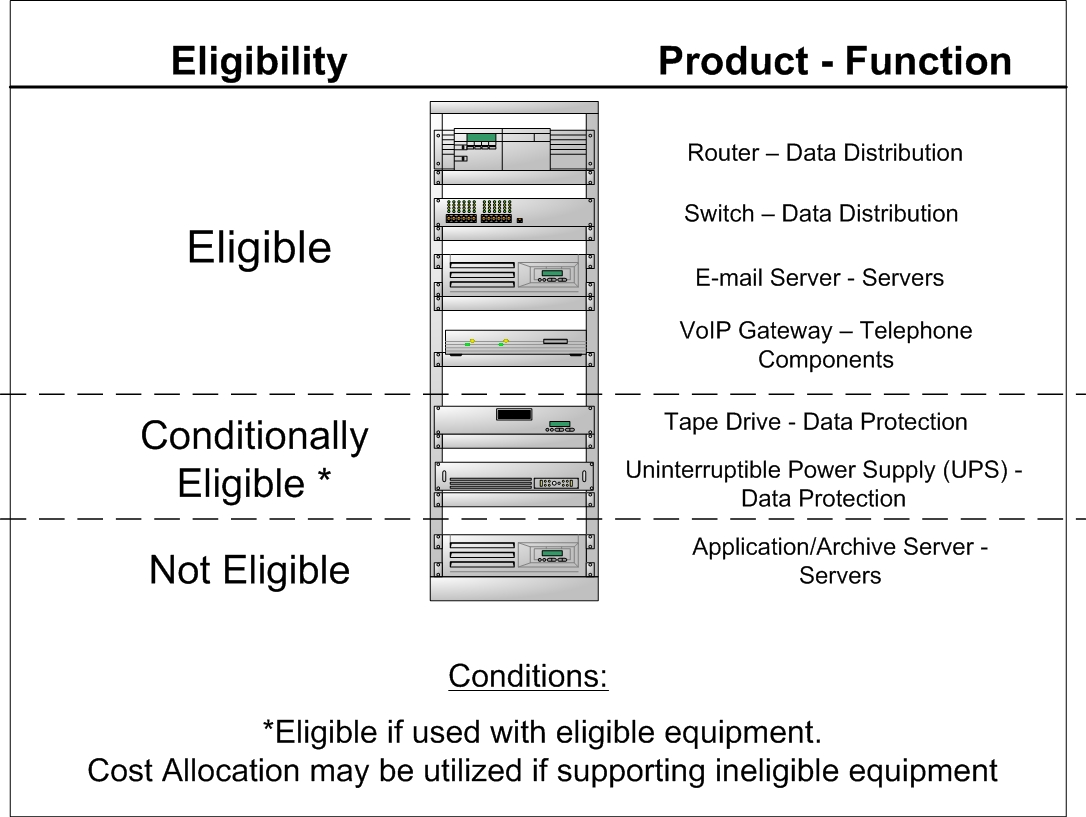 Eligibility
Product - Function
Eligible
Router – Data Distribution
Switch – Data Distribution
E-mail Server - Servers
VoIP Gateway – Telephone
Components
Conditionally
Eligible *
Tape Drive - Data Protection
Uninterruptible Power Supply (UPS) -
Data Protection
Not Eligible
Application/Archive Server -
Servers
Conditions:
*Eligible if used with eligible equipment.
Cost Allocation may be utilized if supporting ineligible equipment